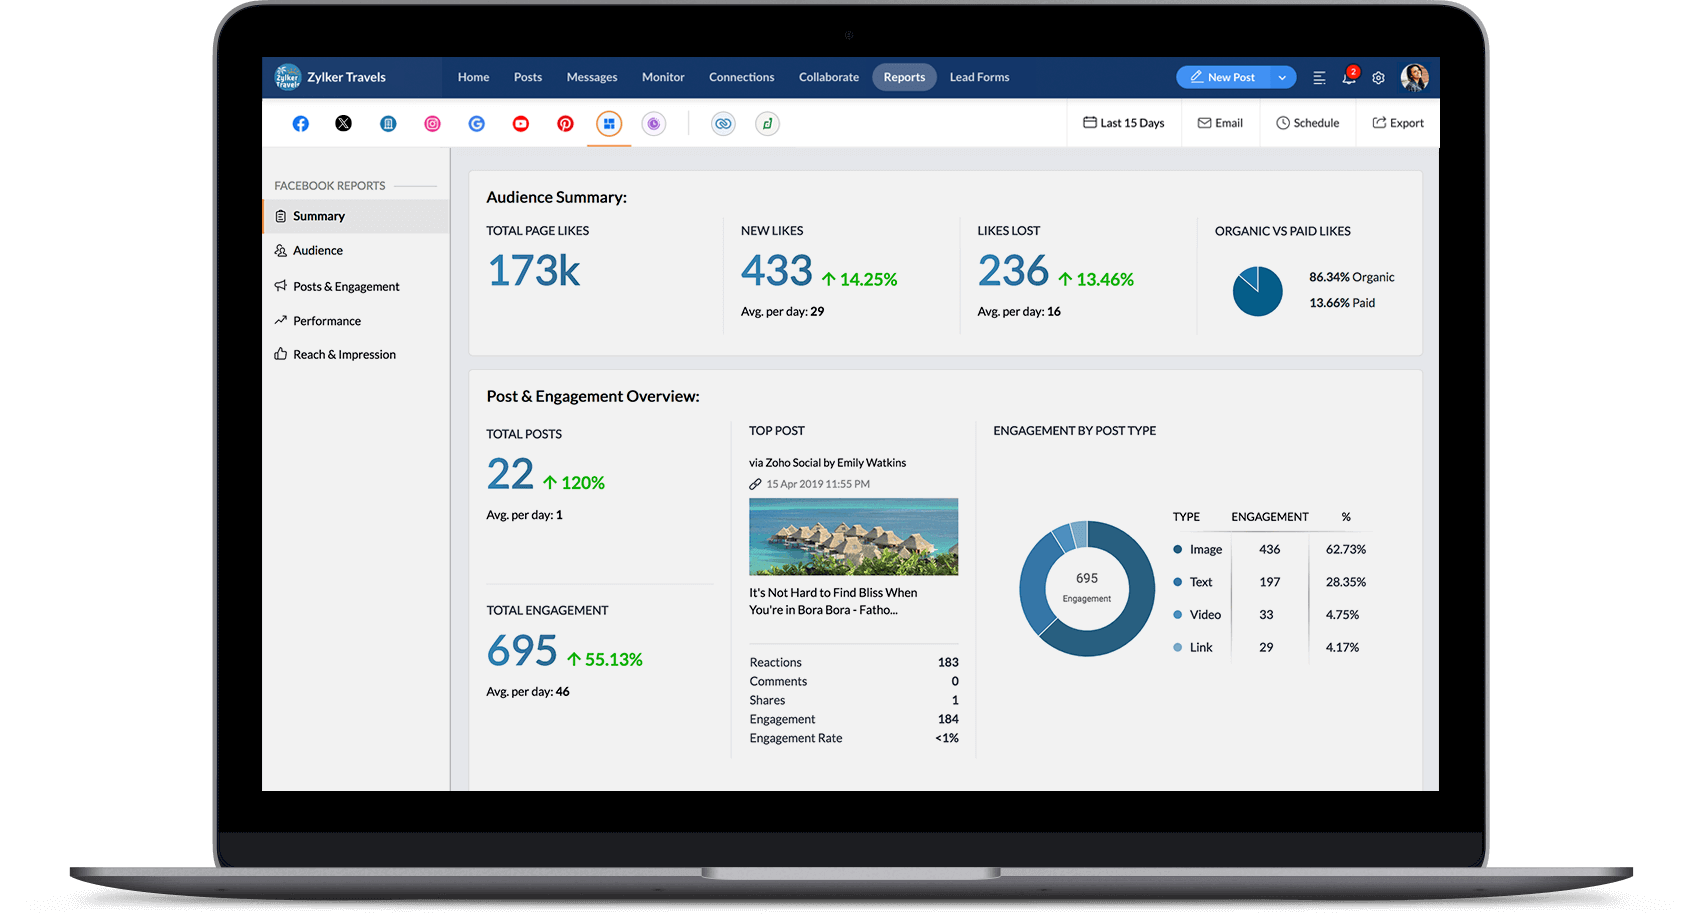 Zylker Travel
Zylker Travels
Home Posts Messages Monitor Connections Collaborate Reports Lead Forms
New Post
2
Last 15 Days Email Schedule Export
FACEBOOK REPORTS
Summary
Audience
Posts & Engagement
Performance
Reach & Impression
Audience Summary:
TOTAL PAGE LIKES
173k
NEW LIKES
433 ↑ 14.25%
Avg. per day: 29
LIKES LOST
236 ↑ 13.46%
Avg. per day: 16
ORGANIC VS PAID LIKES
86.34% Organic
13.66% Paid
Post & Engagement Overview:
TOTAL POSTS
22 ↑ 120%
Avg. per day: 1
TOTAL ENGAGEMENT
695 ↑ 55.13%
Avg. per day: 46
TOP POST
via Zoho Social by Emily Watkins
15 Apr 2019 11:55 PM
It's Not Hard to Find Bliss When
You're in Bora Bora - Fatho...
Reactions 183
Comments 0
Shares 1
Engagement 184
Engagement Rate <1%
ENGAGEMENT BY POST TYPE
695
Engagement
TYPE ENGAGEMENT %
Image 436 62.73%
Text 197 28.35%
Video 33 4.75%
Link 29 4.17%